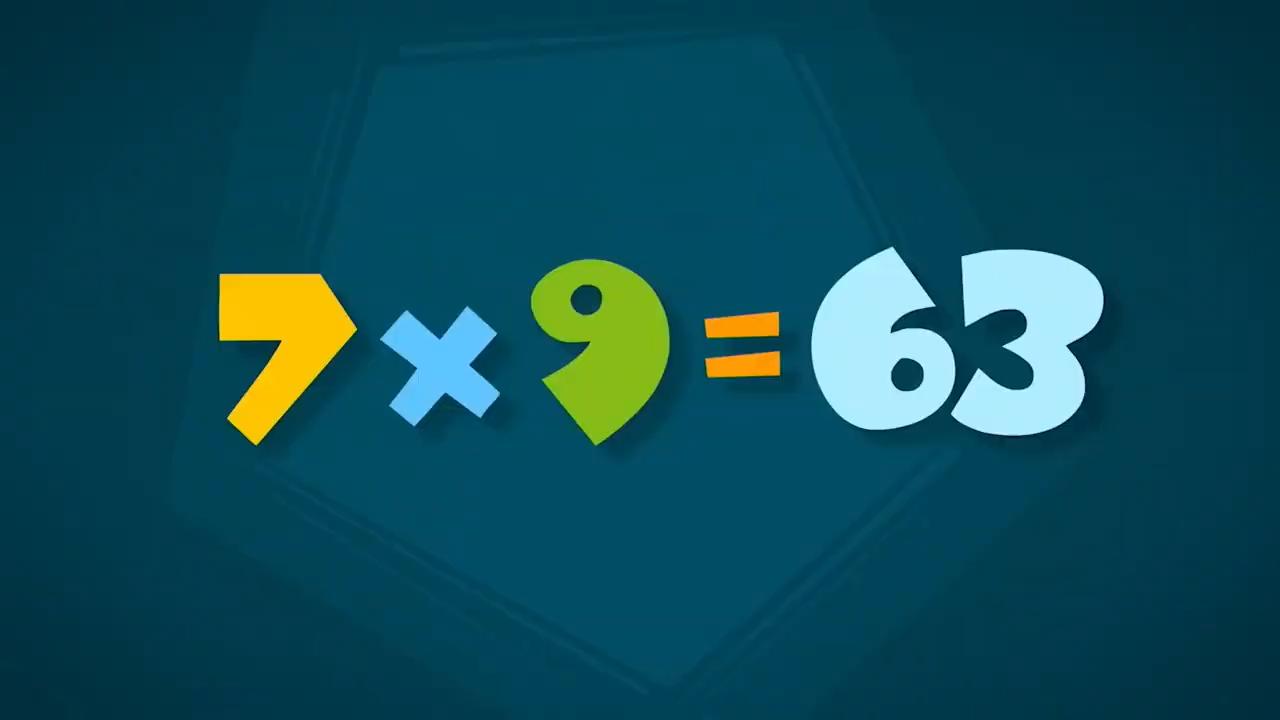 7 × 9 = 63